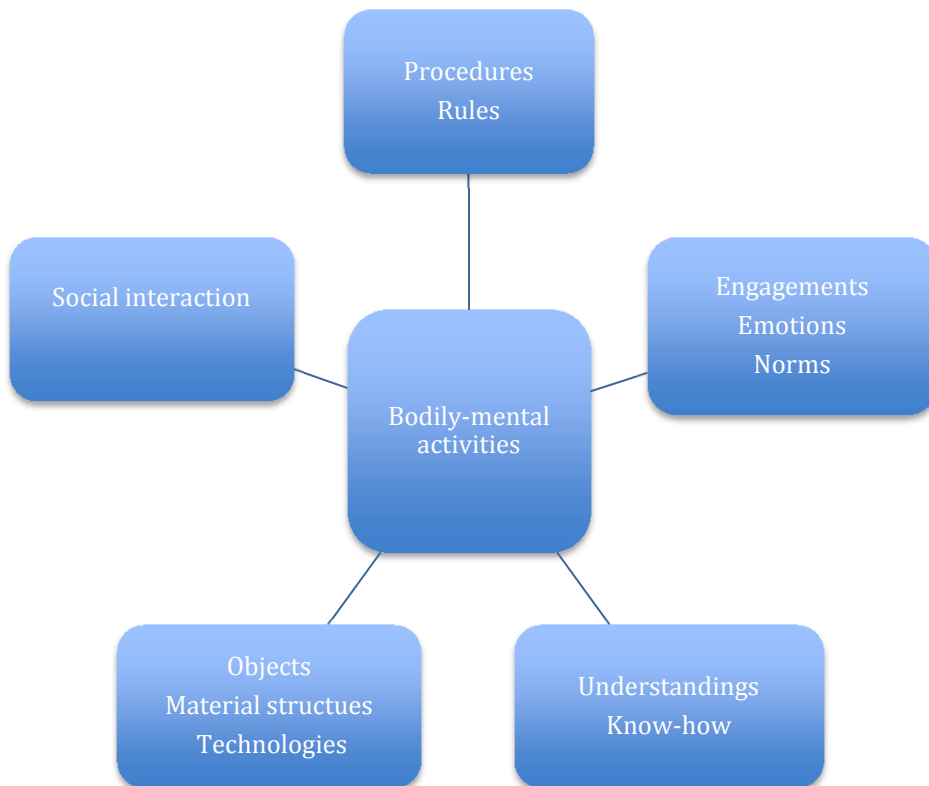 Procedures
Rules
Social interaction
Engagements
Emotions
Norms
Bodily-mental
activities
Objects
Material structues
Technologies
Understandings
Know-how